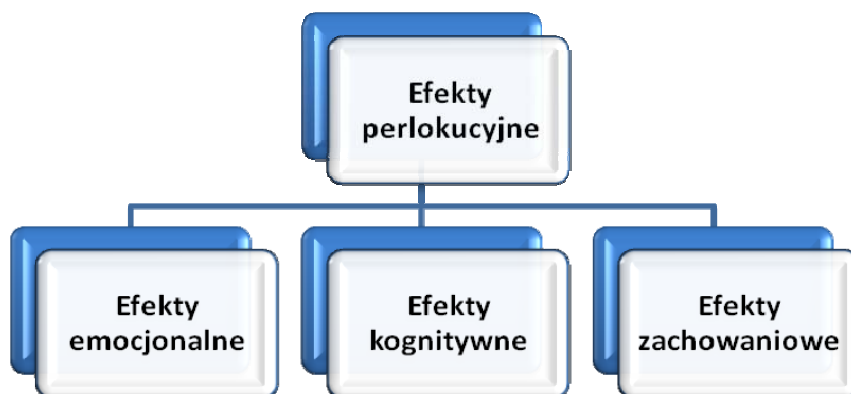 Efekty
perlokucyjne
Efekty
emocjonalne
Efekty
kognitywne
Efekty
zachowaniowe